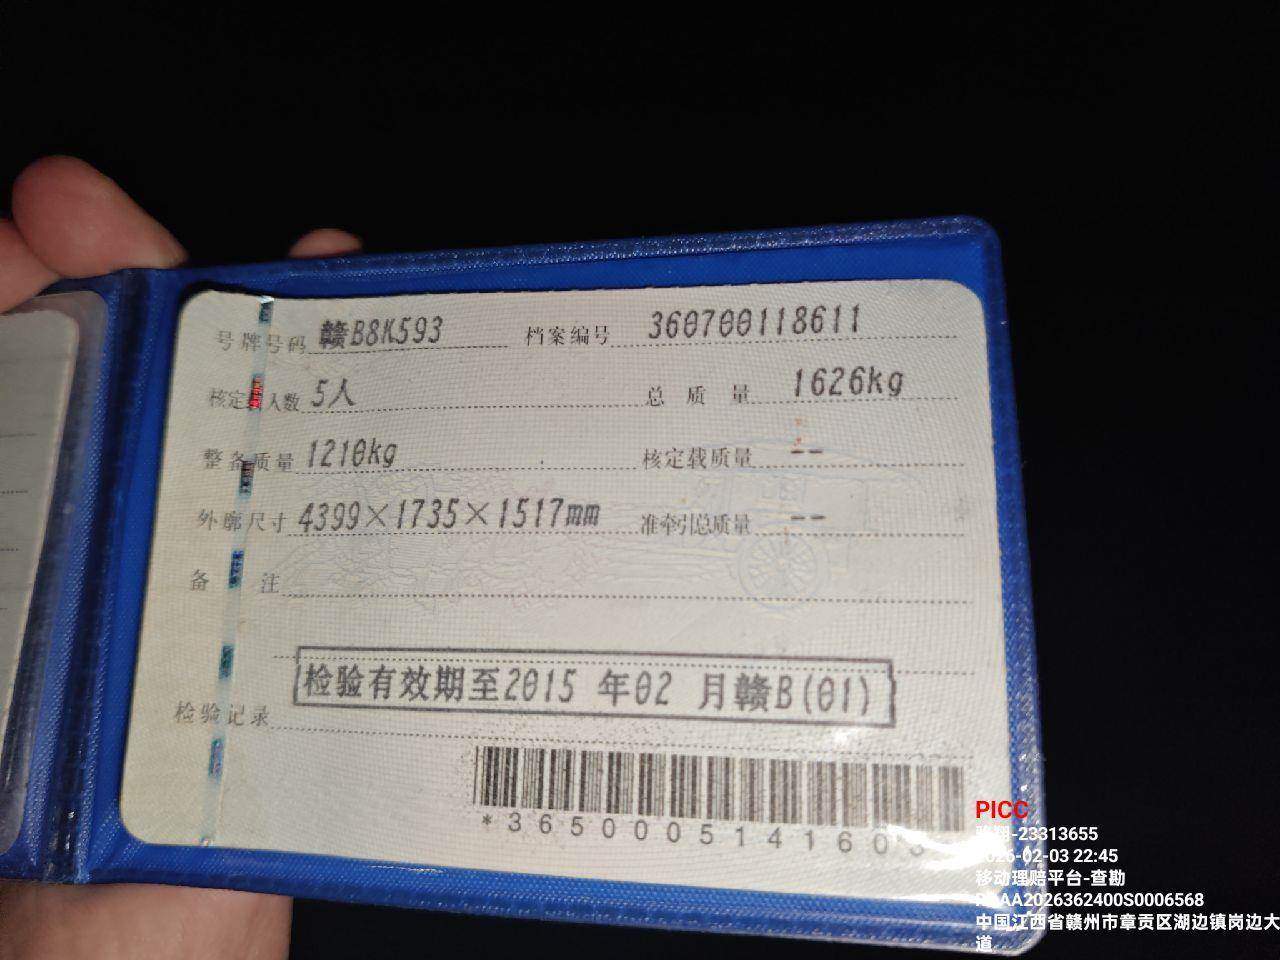 号牌号码 赣B8K593 档案编号 360700118611
核定载人数 5人 总质量 1626kg
整备质量 1210kg 核定载质量 --
外廓尺寸 4399×1735×1517mm 准牵引总质量 --
备注
检验有效期至2015 年02 月赣B(01)
检验记录
*3650005141603
PICC
翔-23313655
2026-02-03 22:45
移动理赔平台-查勘
AA2026362400S0006568
中国江西省赣州市章贡区湖边镇岗边大
道